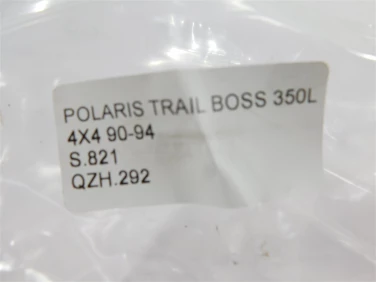 POLARIS TRAIL BOSS 350L
4X4 90-94
S.821
QZH.292